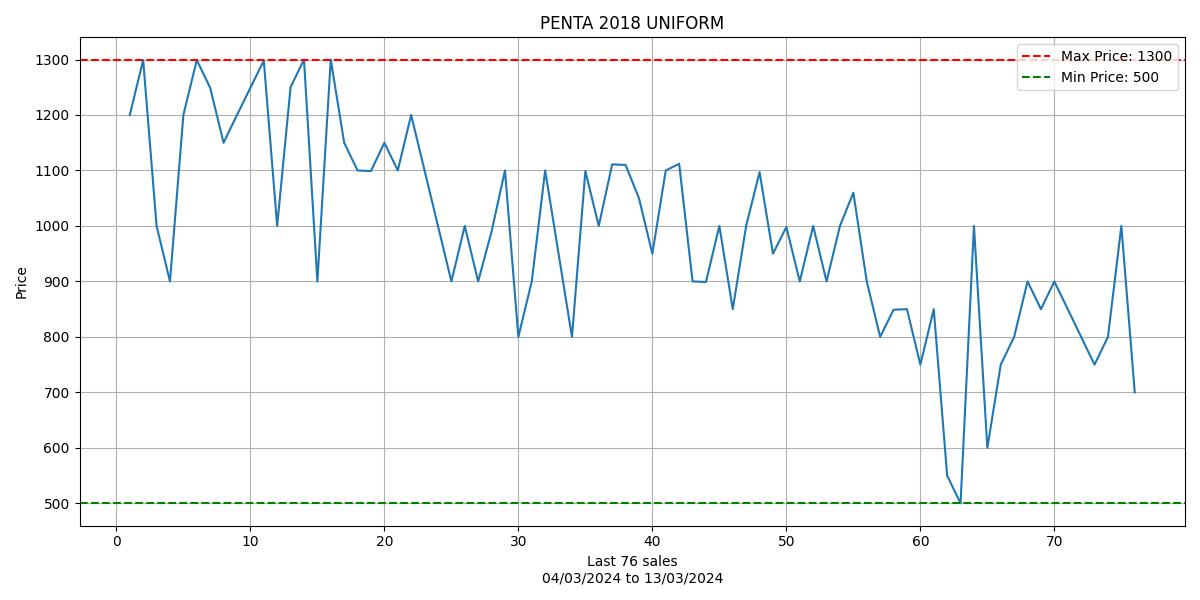 PENTA 2018 UNIFORM
Max Price: 1300
Min Price: 500
Price
1300
1200
1100
1000
900
800
700
600
500
0 10 20 30 40 50 60 70
Last 76 sales
04/03/2024 to 13/03/2024